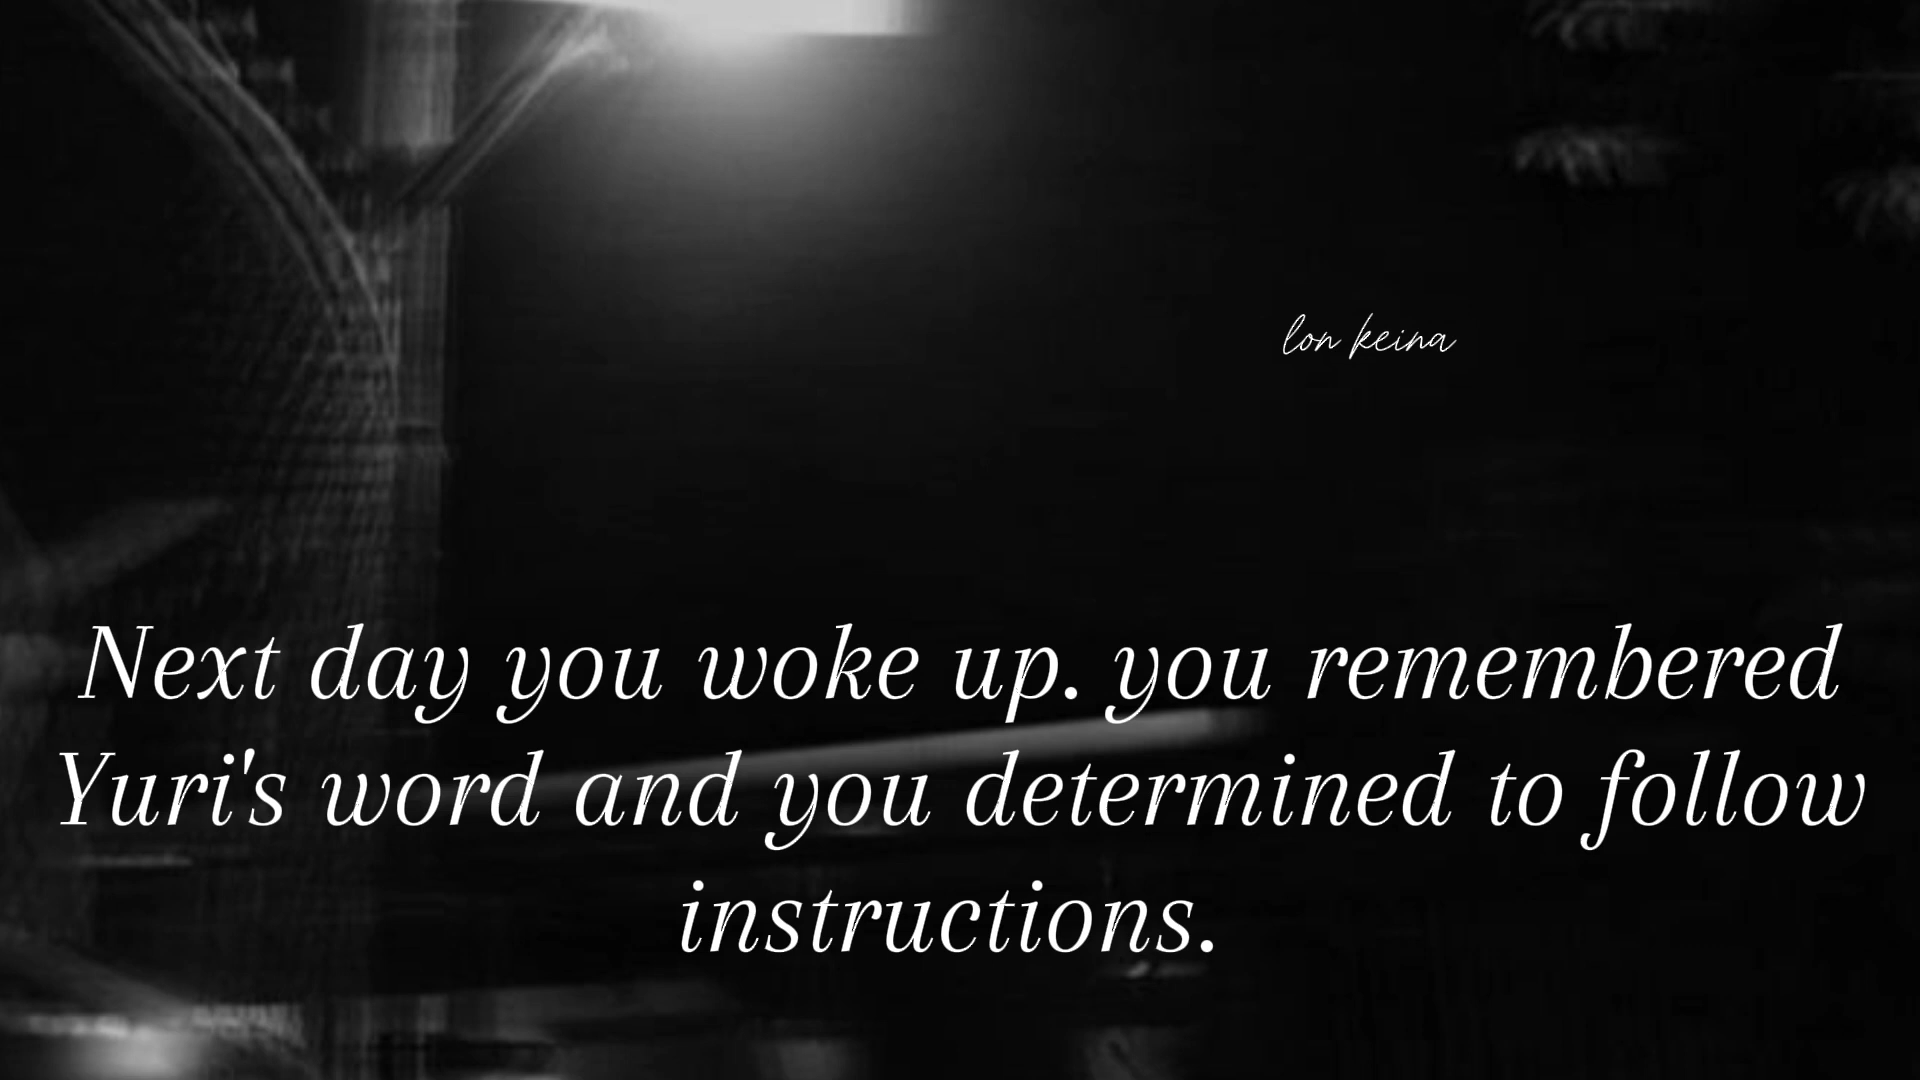 lon keina
Next day you woke up. you remembered
Yuri's word and you determined to follow
instructions.